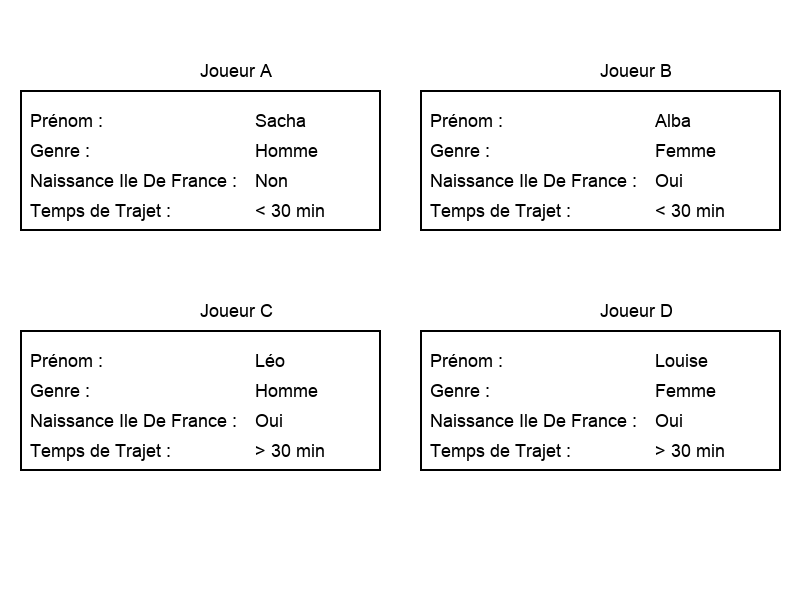 Joueur A
Prénom : Sacha
Genre : Homme
Naissance Ile De France : Non
Temps de Trajet : < 30 min
Joueur B
Prénom : Alba
Genre : Femme
Naissance Ile De France : Oui
Temps de Trajet : < 30 min
Joueur C
Prénom : Léo
Genre : Homme
Naissance Ile De France : Oui
Temps de Trajet : > 30 min
Joueur D
Prénom : Louise
Genre : Femme
Naissance Ile De France : Oui
Temps de Trajet : > 30 min